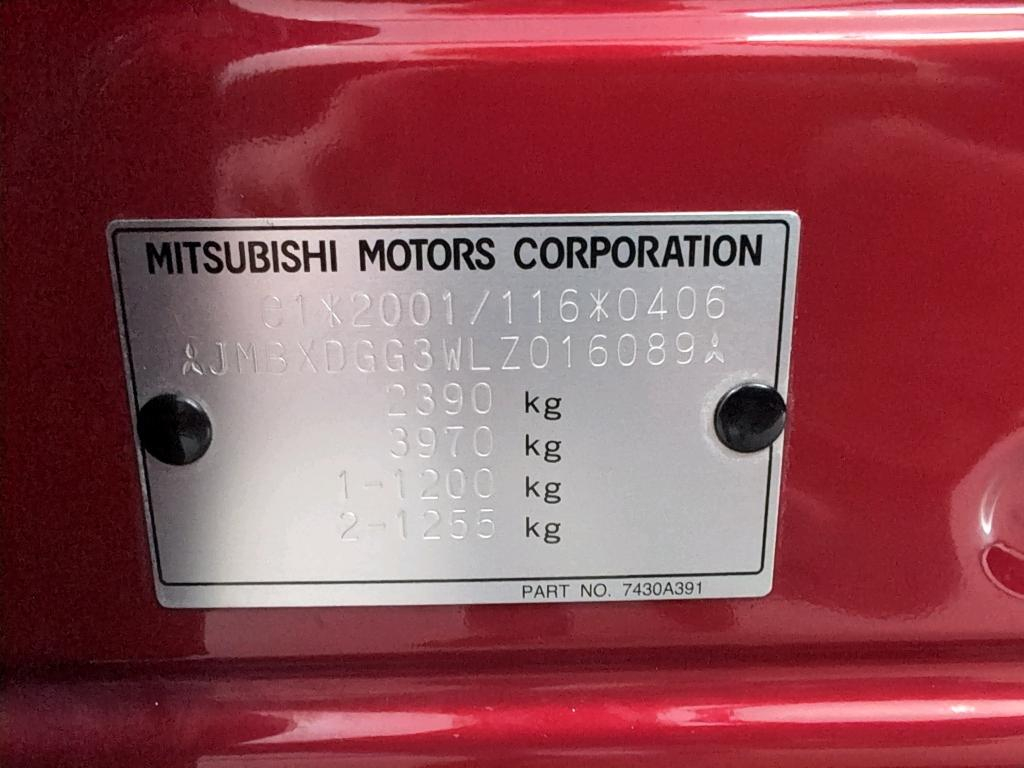 MITSUBISHI MOTORS CORPORATION
e1*2001/116*0406
JMBXDGG3WLZ016089
2390 kg
3970 kg
1-1200 kg
2-1255 kg
PART NO. 7430A391